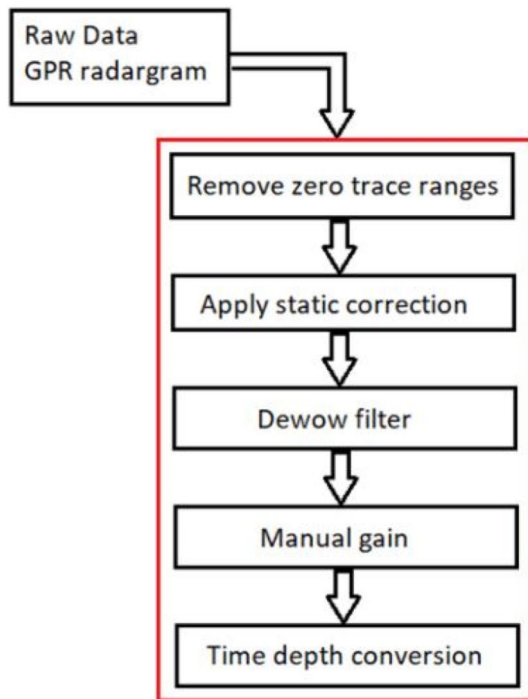 Raw Data
GPR radargram
Remove zero trace ranges
Apply static correction
Dewow filter
Manual gain
Time depth conversion